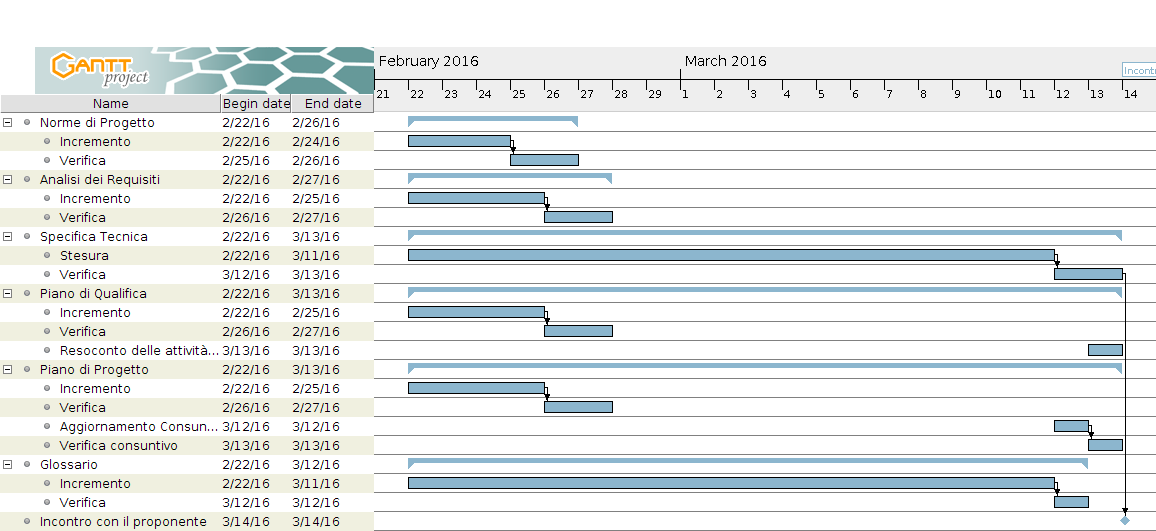 GANTT
project
February 2016 March 2016
Incontr
21 22 23 24 25 26 27 28 29 1 2 3 4 5 6 7 8 9 10 11 12 13 14
Name Begin date End date
Norme di Progetto 2/22/16 2/26/16
Incremento 2/22/16 2/24/16
Verifica 2/25/16 2/26/16
Analisi dei Requisiti 2/22/16 2/27/16
Incremento 2/22/16 2/25/16
Verifica 2/26/16 2/27/16
Specifica Tecnica 2/22/16 3/13/16
Stesura 2/22/16 3/11/16
Verifica 3/12/16 3/13/16
Piano di Qualifica 2/22/16 3/13/16
Incremento 2/22/16 2/25/16
Verifica 2/26/16 2/27/16
Resoconto delle attività... 3/13/16 3/13/16
Piano di Progetto 2/22/16 3/13/16
Incremento 2/22/16 2/25/16
Verifica 2/26/16 2/27/16
Aggiornamento Consun... 3/12/16 3/12/16
Verifica consuntivo 3/13/16 3/13/16
Glossario 2/22/16 3/12/16
Incremento 2/22/16 3/11/16
Verifica 3/12/16 3/12/16
Incontro con il proponente 3/14/16 3/14/16